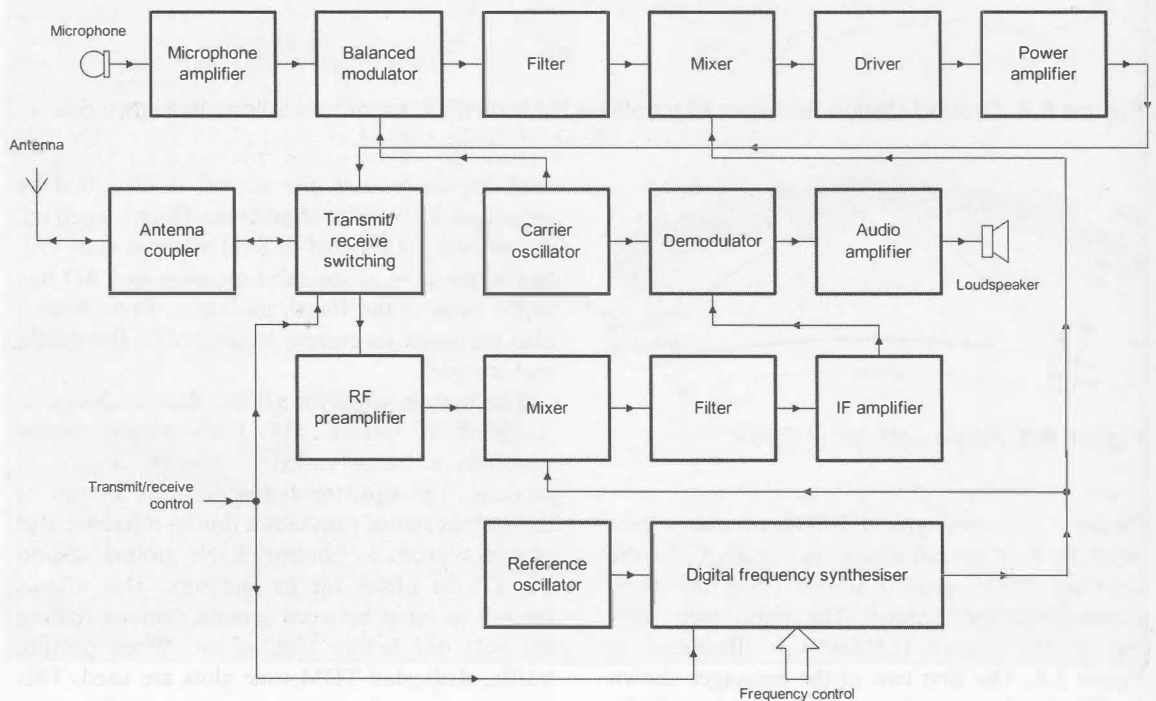 Microphone
Microphone
amplifier
Balanced
modulator
Filter
Mixer
Driver
Power
amplifier
Antenna
Antenna
coupler
Transmit/
receive
switching
Carrier
oscillator
Demodulator
Audio
amplifier
Loudspeaker
RF
preamplifier
Mixer
Filter
IF amplifier
Transmit/receive
control
Reference
oscillator
Digital frequency synthesiser
Frequency control